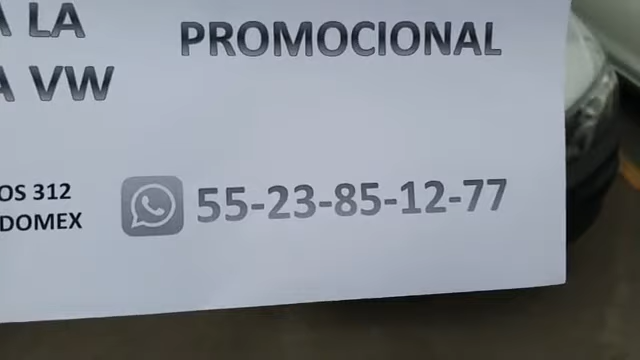 A LA
PROMOCIONAL
A VW
OS 312
DOMEX
55-23-85-12-77